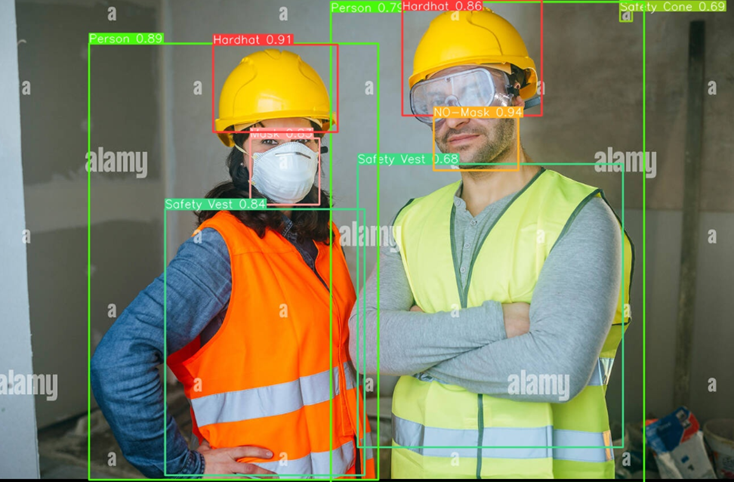 Person 0.79
Hardhat 0.86
Safety Cone 0.69
Person 0.89
Hardhat 0.91
alamy
a
NO-Mask 0.94
Safety Vest 0.68
alamy
alamy
Safety Vest 0.84
alamy
a
a
alamy
alamy
a
a